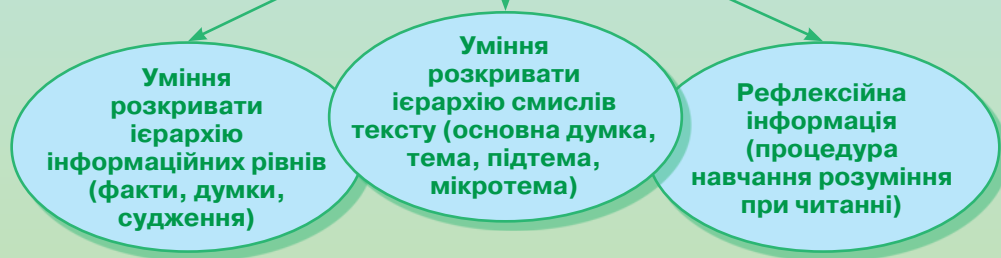 Уміння
розкривати
ієрархію
інформаційних рівнів
(факти, думки,
судження)
Уміння
розкривати
ієрархію смислів
тексту (основна думка,
тема, підтема,
мікротема)
Рефлексійна
інформація
(процедура
навчання розуміння
при читанні)